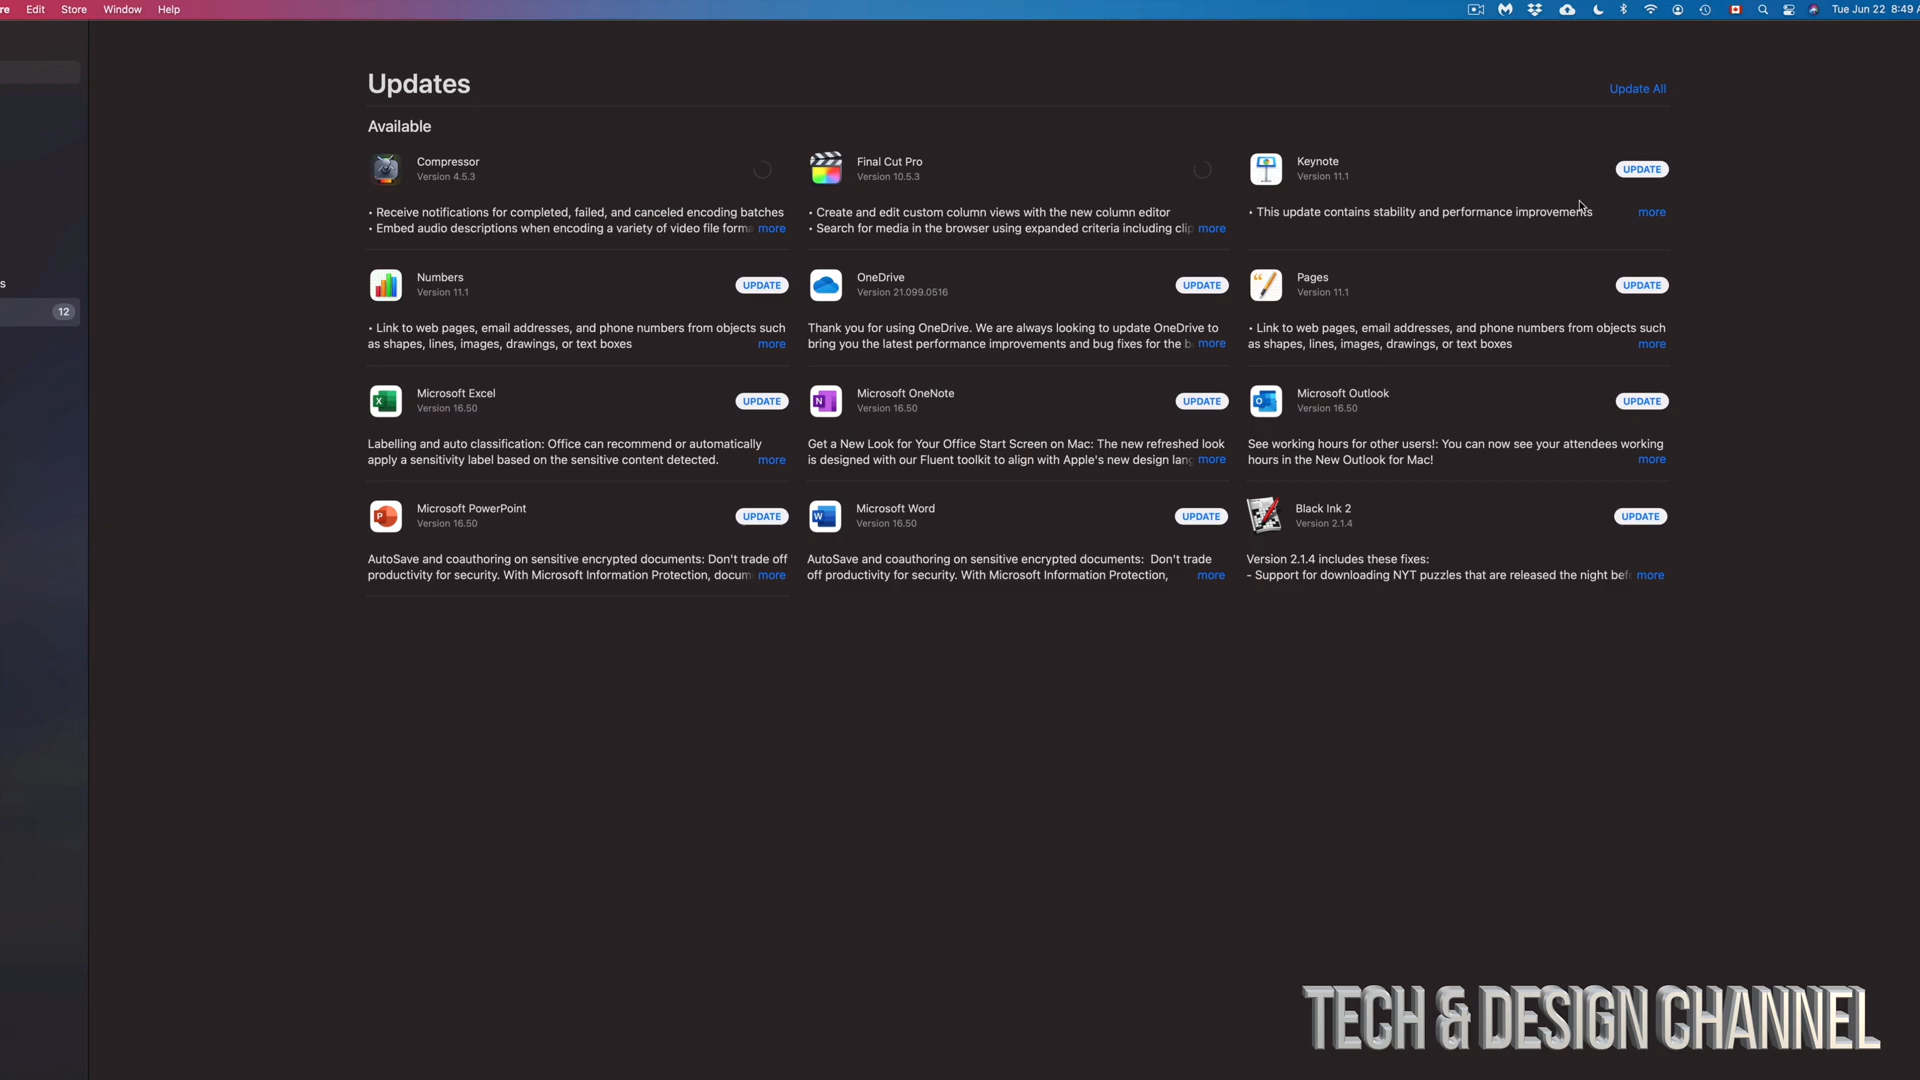 re Edit Store Window Help
Tue Jun 22 8:49
Updates
Update All
Available
Compressor
Version 4.5.3
• Receive notifications for completed, failed, and canceled encoding batches
• Embed audio descriptions when encoding a variety of video file forma more
Final Cut Pro
Version 10.5.3
• Create and edit custom column views with the new column editor
• Search for media in the browser using expanded criteria including clip more
Keynote
Version 11.1
UPDATE
• This update contains stability and performance improvements more
s
12
Numbers
Version 11.1
UPDATE
• Link to web pages, email addresses, and phone numbers from objects such
as shapes, lines, images, drawings, or text boxes more
OneDrive
Version 21.099.0516
UPDATE
Thank you for using OneDrive. We are always looking to update OneDrive to
bring you the latest performance improvements and bug fixes for the b more
Pages
Version 11.1
UPDATE
• Link to web pages, email addresses, and phone numbers from objects such
as shapes, lines, images, drawings, or text boxes more
Microsoft Excel
Version 16.50
UPDATE
Labelling and auto classification: Office can recommend or automatically
apply a sensitivity label based on the sensitive content detected. more
Microsoft OneNote
Version 16.50
UPDATE
Get a New Look for Your Office Start Screen on Mac: The new refreshed look
is designed with our Fluent toolkit to align with Apple's new design lang more
Microsoft Outlook
Version 16.50
UPDATE
See working hours for other users!: You can now see your attendees working
hours in the New Outlook for Mac! more
Microsoft PowerPoint
Version 16.50
UPDATE
AutoSave and coauthoring on sensitive encrypted documents: Don't trade off
productivity for security. With Microsoft Information Protection, docum more
Microsoft Word
Version 16.50
UPDATE
AutoSave and coauthoring on sensitive encrypted documents: Don't trade
off productivity for security. With Microsoft Information Protection, more
Black Ink 2
Version 2.1.4
UPDATE
Version 2.1.4 includes these fixes:
- Support for downloading NYT puzzles that are released the night bef more
TECH & DESIGN CHANNEL